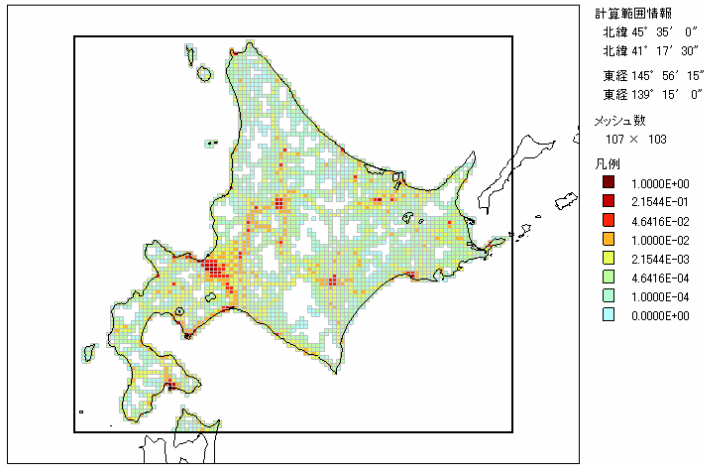 計算範囲情報
北緯 45° 35′ 0″
北緯 41° 17′ 30″
東経 145° 56′ 15″
東経 139° 15′ 0″
メッシュ数
107 × 103
凡例
1.0000E+00
2.1544E-01
4.6416E-02
1.0000E-02
2.1544E-03
4.6416E-04
1.0000E-04
0.0000E+00